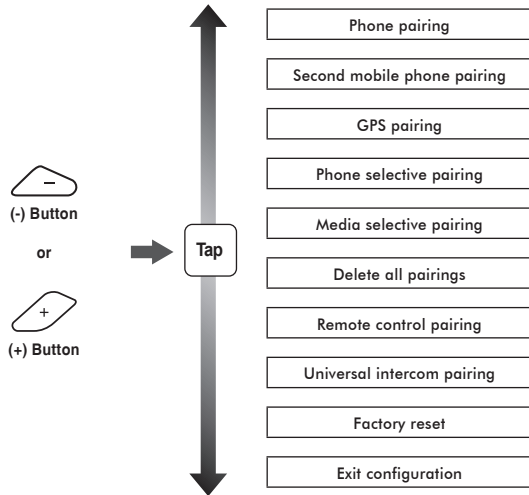 Phone pairing
Second mobile phone pairing
GPS pairing
Phone selective pairing
Media selective pairing
Delete all pairings
Remote control pairing
Universal intercom pairing
Factory reset
Exit configuration
−
(-) Button
or
+
(+) Button
Tap